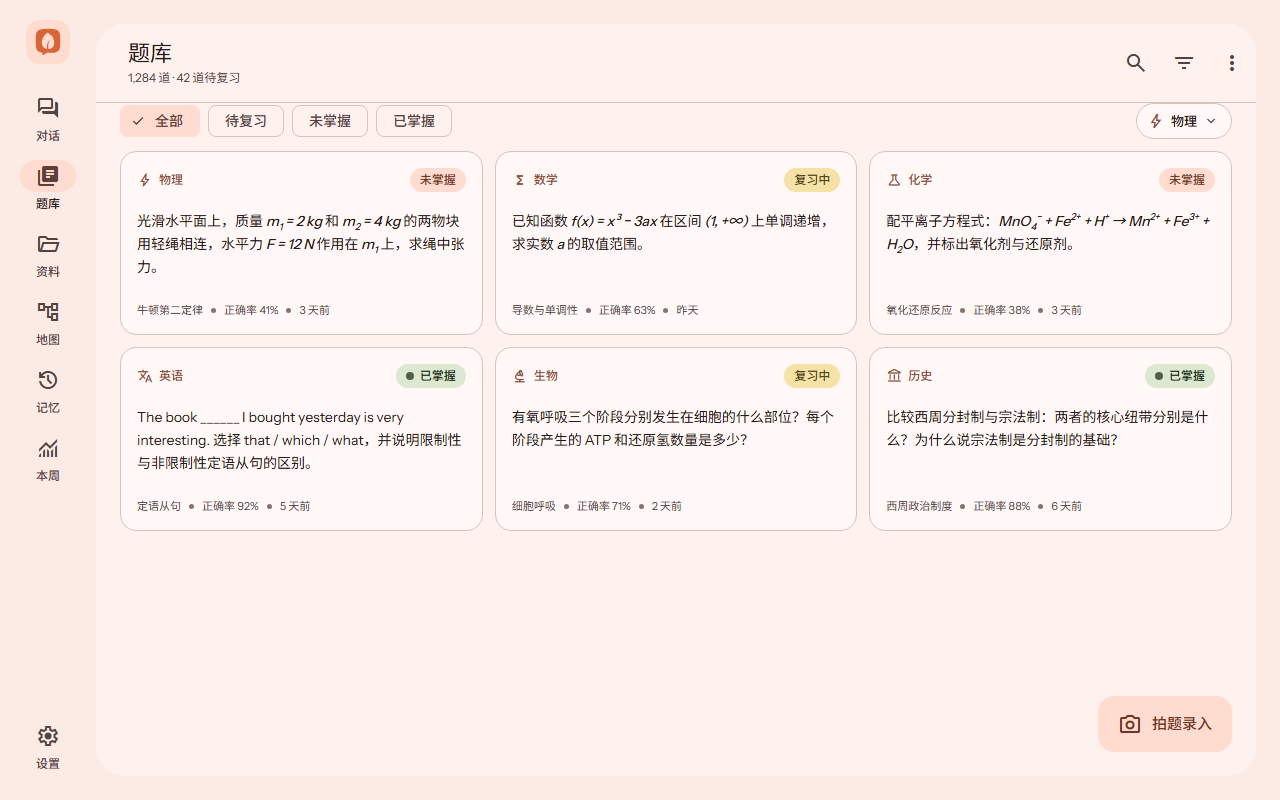 题库
1,284 道 · 42 道待复习
对话
题库
资料
地图
记忆
本周
设置
全部
待复习
未掌握
已掌握
物理
物理
未掌握
光滑水平面上，质量 m₁ = 2 kg 和 m₂ = 4 kg 的两物块
用轻绳相连，水平力 F = 12 N 作用在 m₁ 上，求绳中张
力。
牛顿第二定律 • 正确率 41% • 3 天前
数学
复习中
已知函数 f(x) = x³ − 3ax 在区间 (1, +∞) 上单调递增，
求实数 a 的取值范围。
导数与单调性 • 正确率 63% • 昨天
化学
未掌握
配平离子方程式：MnO₄⁻ + Fe²⁺ + H⁺ → Mn²⁺ + Fe³⁺ +
H₂O，并标出氧化剂与还原剂。
氧化还原反应 • 正确率 38% • 3 天前
英语
已掌握
The book ______ I bought yesterday is very
interesting. 选择 that / which / what，并说明限制性
与非限制性定语从句的区别。
定语从句 • 正确率 92% • 5 天前
生物
复习中
有氧呼吸三个阶段分别发生在细胞的什么部位？每个
阶段产生的 ATP 和还原氢数量是多少？
细胞呼吸 • 正确率 71% • 2 天前
历史
已掌握
比较西周分封制与宗法制：两者的核心纽带分别是什
么？为什么说宗法制是分封制的基础？
西周政治制度 • 正确率 88% • 6 天前
拍题录入